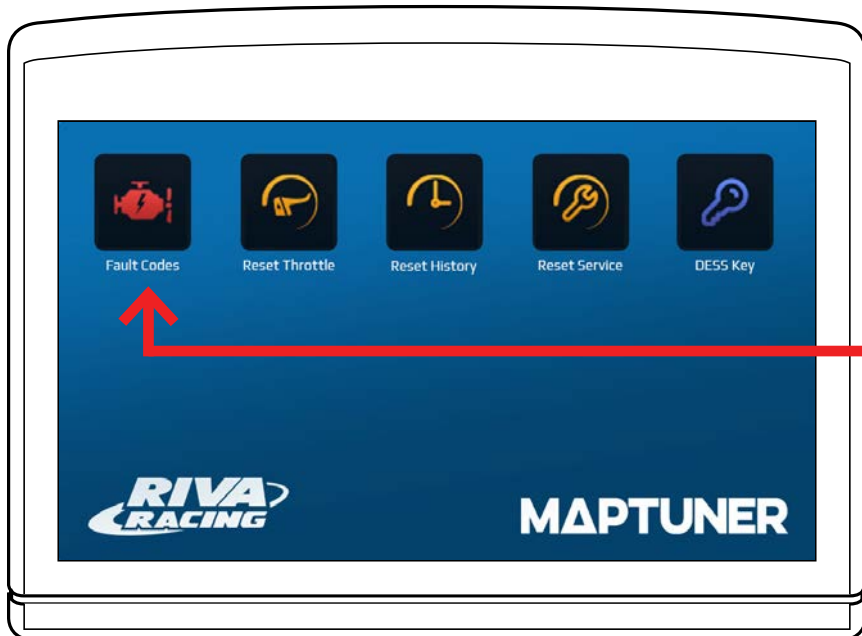 Fault Codes
Reset Throttle
Reset History
Reset Service
DESS Key
RIVA
RACING
MAPTUNER